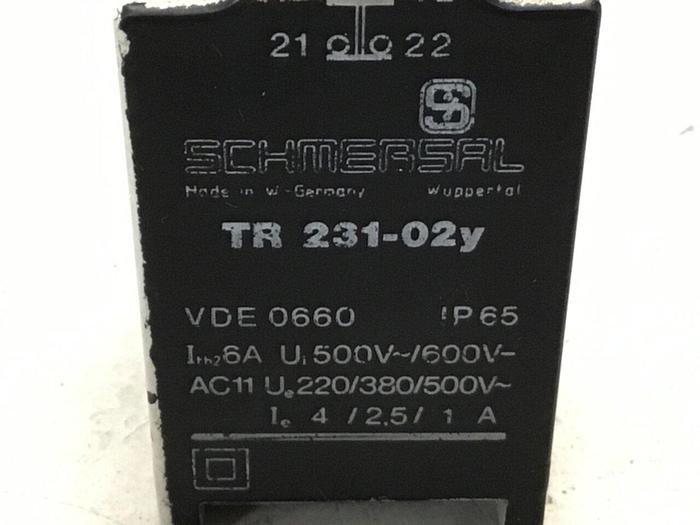 21 22
S
SCHMERSAL
Made in W-Germany Wuppertal
TR 231-02y
VDE 0660 IP65
Ith2 6A Ui 500V~/600V-
AC11 Ue 220/380/500V~
Ie 4 /2,5/ 1 A